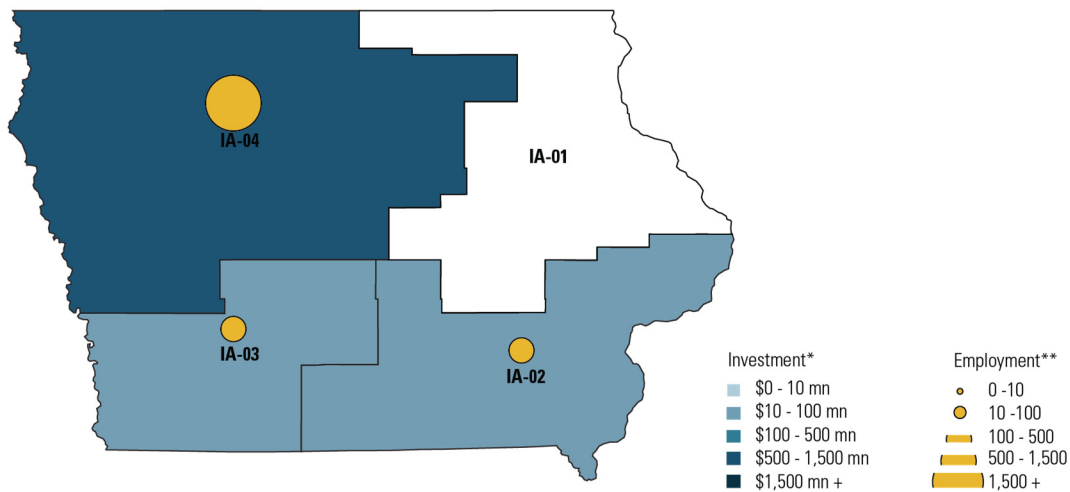 IA-04
IA-01
IA-03
IA-02
Investment*
$0 - 10 mn
$10 - 100 mn
$100 - 500 mn
$500 - 1,500 mn
$1,500 mn +
Employment**
0 -10
10 -100
100 - 500
500 - 1,500
1,500 +